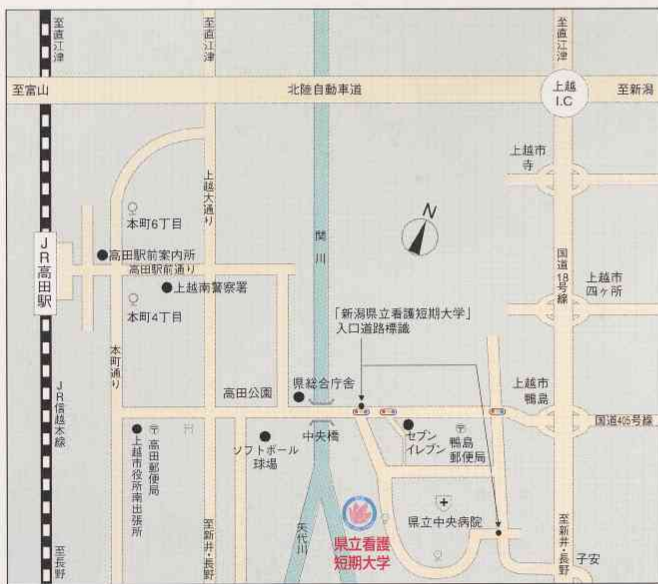 至直江津
至直江津
至直江津
至富山
北陸自動車道
上越
I.C
至新潟
上越市
寺
上越大通り
本町6丁目
関川
N
JR高田駅
高田駅前案内所
高田駅前通り
上越南警察署
本町4丁目
国道18号線
上越市
四ヶ所
「新潟県立看護短期大学」
入口道路標識
本町通り
JR信越本線
高田公園
県総合庁舎
上越市
鴨島
国道405号線
上越市役所南出張所
高田郵便局
ソフトボール
球場
中央橋
セブン
イレブン
鴨島
郵便局
矢代川
県立中央病院
県立看護
短期大学
至長野
至新井・長野
至新井・長野
子安